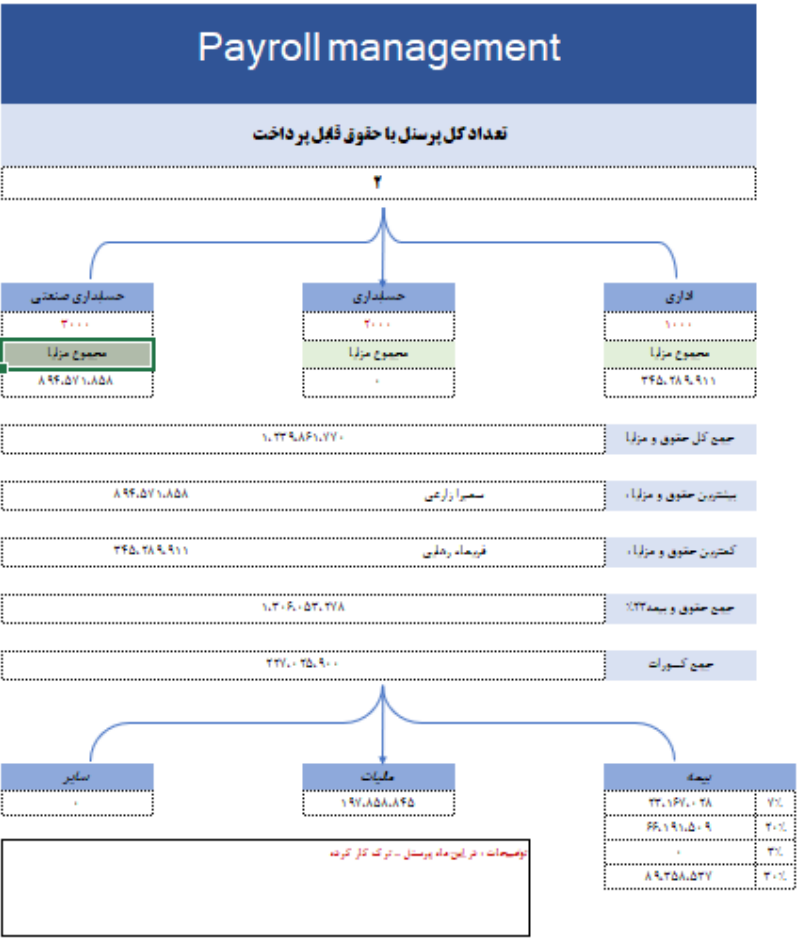 Payroll management
تعداد کل پرسنل با حقوق قابل پرداخت
۲
اداری
حسابداری
حسابداری صنعتی
۱۰۰۰
۲۰۰۰
۳۰۰۰
مجموع مزایا
مجموع مزایا
مجموع مزایا
۳۴۵،۲۸۹،۹۱۱
۰
۸۹۴،۵۷۱،۸۵۸
جمع کل حقوق و مزایا
۱،۲۳۹،۸۶۱،۷۷۰
بیشترین حقوق و مزایا :
سمیرا زارعی
۸۹۴،۵۷۱،۸۵۸
کمترین حقوق و مزایا :
۳۴۵،۲۸۹،۹۱۱
جمع حقوق و بیمه ۲۳٪
۱،۳۰۶،۰۵۳،۲۷۸
جمع کسورات
۲۲۷،۰۲۵،۹۰۰
بیمه
مالیات
سایر
۷٪
۲۳،۱۶۷،۰۲۸
۱۹۷،۸۵۸،۸۴۵
۰
۲۰٪
۶۶،۱۹۱،۵۰۹
۳٪
۰
۳۰٪
۸۹،۳۵۸،۵۳۷
توضیحات : در این ماه پرسنل - ترک کار کرده